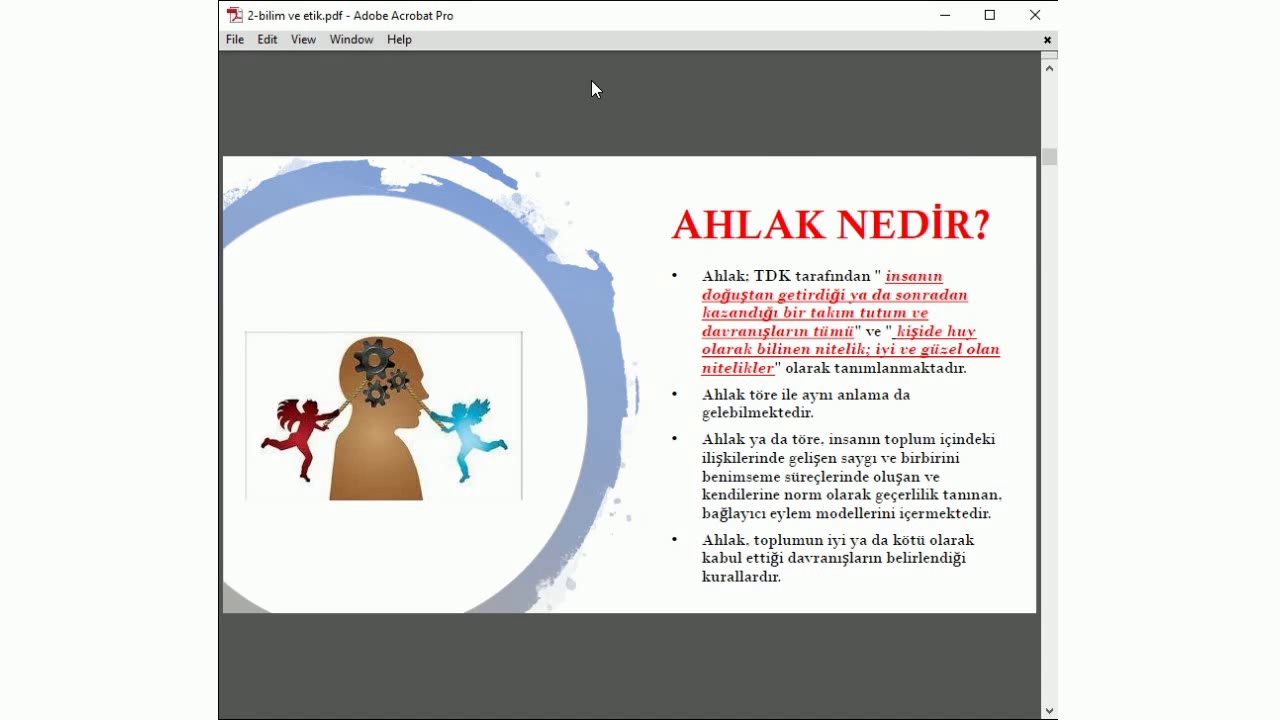 2-bilim ve etik.pdf - Adobe Acrobat Pro
File Edit View Window Help
AHLAK NEDİR?
• Ahlak; TDK tarafından " insanın
doğuştan getirdiği ya da sonradan
kazandığı bir takım tutum ve
davranışların tümü" ve " kişide huy
olarak bilinen nitelik; iyi ve güzel olan
nitelikler" olarak tanımlanmaktadır.
• Ahlak töre ile aynı anlama da
gelebilmektedir.
• Ahlak ya da töre, insanın toplum içindeki
ilişkilerinde gelişen saygı ve birbirini
benimseme süreçlerinde oluşan ve
kendilerine norm olarak geçerlilik tanınan,
bağlayıcı eylem modellerini içermektedir.
• Ahlak, toplumun iyi ya da kötü olarak
kabul ettiği davranışların belirlendiği
kurallardır.